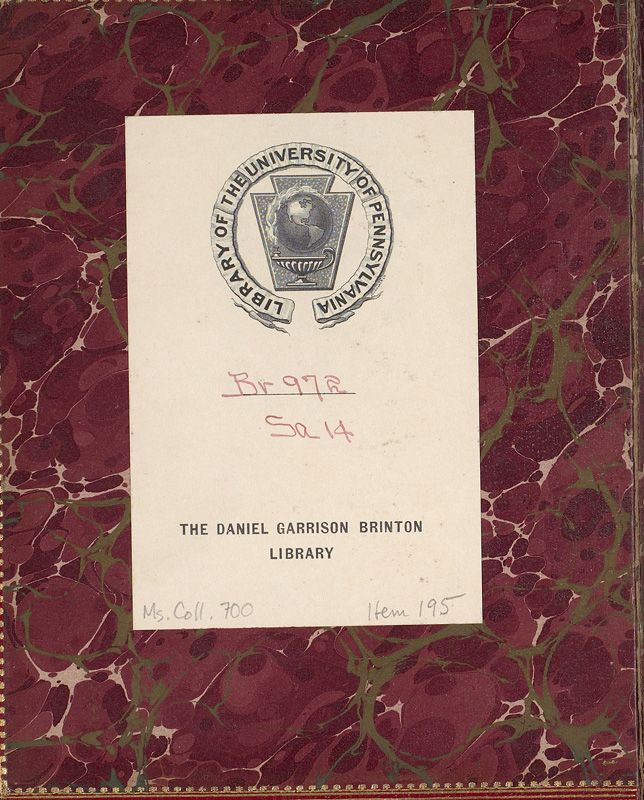 LIBRARY OF THE UNIVERSITY OF PENNSYLVANIA
Br 972
Sa 14
THE DANIEL GARRISON BRINTON
LIBRARY
Ms. Coll. 700
Item 195